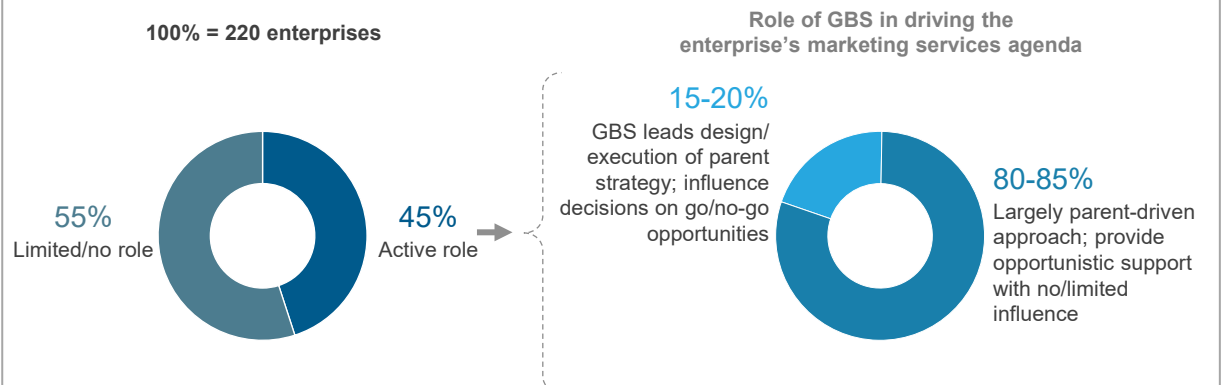 100% = 220 enterprises
55%
Limited/no role
45%
Active role
Role of GBS in driving the
enterprise’s marketing services agenda
15-20%
GBS leads design/
execution of parent
strategy; influence
decisions on go/no-go
opportunities
80-85%
Largely parent-driven
approach; provide
opportunistic support
with no/limited
influence